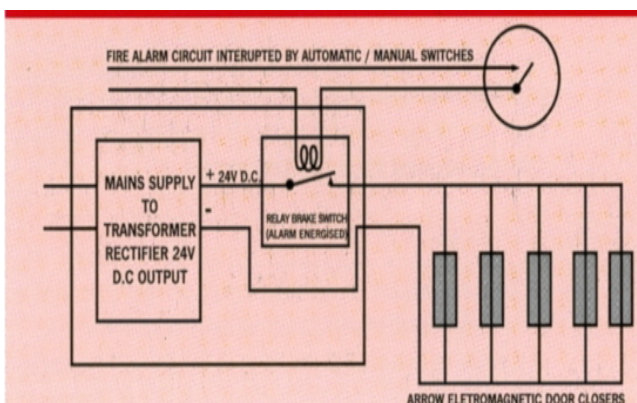 FIRE ALARM CIRCUIT INTERUPTED BY AUTOMATIC / MANUAL SWITCHES
MAINS SUPPLY
TO
TRANSFORMER
RECTIFIER 24V
D.C OUTPUT
+ 24V D.C.
-
RELAY BRAKE SWITCH
(ALARM ENERGISED)
ARROW ELETROMAGNETIC DOOR CLOSERS